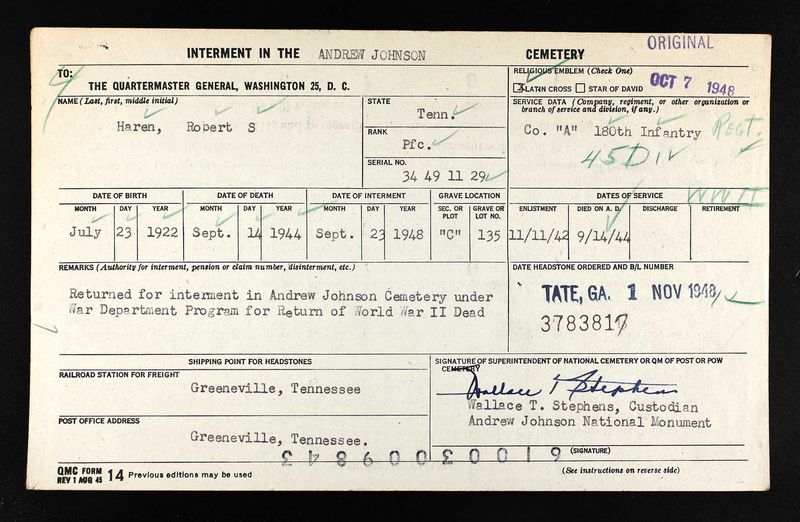 ORIGINAL
INTERMENT IN THE ANDREW JOHNSON CEMETERY
TO:
THE QUARTERMASTER GENERAL, WASHINGTON 25, D. C.
RELIGIOUS EMBLEM (Check One)
LATIN CROSS STAR OF DAVID
OCT 7 1948
NAME (Last, first, middle initial)
Haren, Robert S
STATE
Tenn.
RANK
Pfc.
SERIAL NO.
34 49 11 29
SERVICE DATA (Company, regiment, or other organization or branch of service and division, if any.)
Co. "A" 180th Infantry REGT.
45 DIV
WW II
DATE OF BIRTH DATE OF DEATH DATE OF INTERMENT GRAVE LOCATION DATES OF SERVICE
MONTH DAY YEAR MONTH DAY YEAR MONTH DAY YEAR SEC. OR PLOT GRAVE OR LOT NO. ENLISTMENT DIED ON A. D. DISCHARGE RETIREMENT
July 23 1922 Sept. 14 1944 Sept. 23 1948 "C" 135 11/11/42 9/14/44
REMARKS (Authority for interment, pension or claim number, disinterment, etc.)
Returned for interment in Andrew Johnson Cemetery under
War Department Program for Return of World War II Dead
DATE HEADSTONE ORDERED AND B/L NUMBER
TATE, GA. 1 NOV 1948
3783817
SHIPPING POINT FOR HEADSTONES
RAILROAD STATION FOR FREIGHT
Greeneville, Tennessee
POST OFFICE ADDRESS
Greeneville, Tennessee.
SIGNATURE OF SUPERINTENDENT OF NATIONAL CEMETERY OR QM OF POST OR POW CEMETERY
Wallace T Stephens
Wallace T. Stephens, Custodian
Andrew Johnson National Monument
(SIGNATURE)
610030009843
QMC FORM 14 Previous editions may be used
REV 1 AUG 45
(See instructions on reverse side)